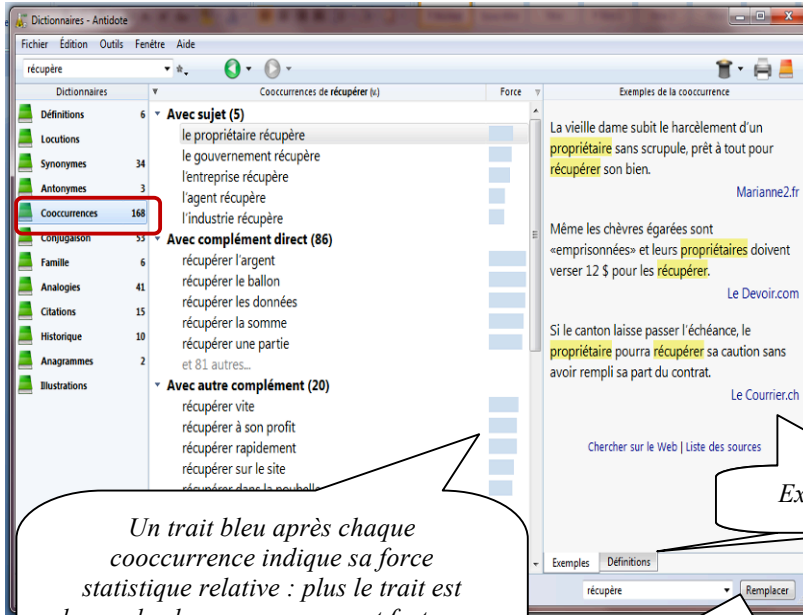 Dictionnaires - Antidote
Fichier Édition Outils Fenêtre Aide
récupère
Dictionnaires
Cooccurrences de récupérer (v.)
Force
Exemples de la cooccurrence
Définitions 6
Locutions
Synonymes 34
Antonymes 3
Cooccurrences 168
Conjugaison 53
Famille 6
Analogies 41
Citations 15
Historique 10
Anagrammes 2
Illustrations
Avec sujet (5)
le propriétaire récupère
le gouvernement récupère
l'entreprise récupère
l'agent récupère
l'industrie récupère
Avec complément direct (86)
récupérer l'argent
récupérer le ballon
récupérer les données
récupérer la somme
récupérer une partie
et 81 autres...
Avec autre complément (20)
récupérer vite
récupérer à son profit
récupérer rapidement
récupérer sur le site
récupérer dans la poubelle
La vieille dame subit le harcèlement d'un
propriétaire sans scrupule, prêt à tout pour
récupérer son bien.
Marianne2.fr
Même les chèvres égarées sont
«emprisonnées» et leurs propriétaires doivent
verser 12 $ pour les récupérer.
Le Devoir.com
Si le canton laisse passer l'échéance, le
propriétaire pourra récupérer sa caution sans
avoir rempli sa part du contrat.
Le Courrier.ch
Chercher sur le Web | Liste des sources
Un trait bleu après chaque
cooccurrence indique sa force
statistique relative : plus le trait est
Exemples Définitions
récupère
Remplacer